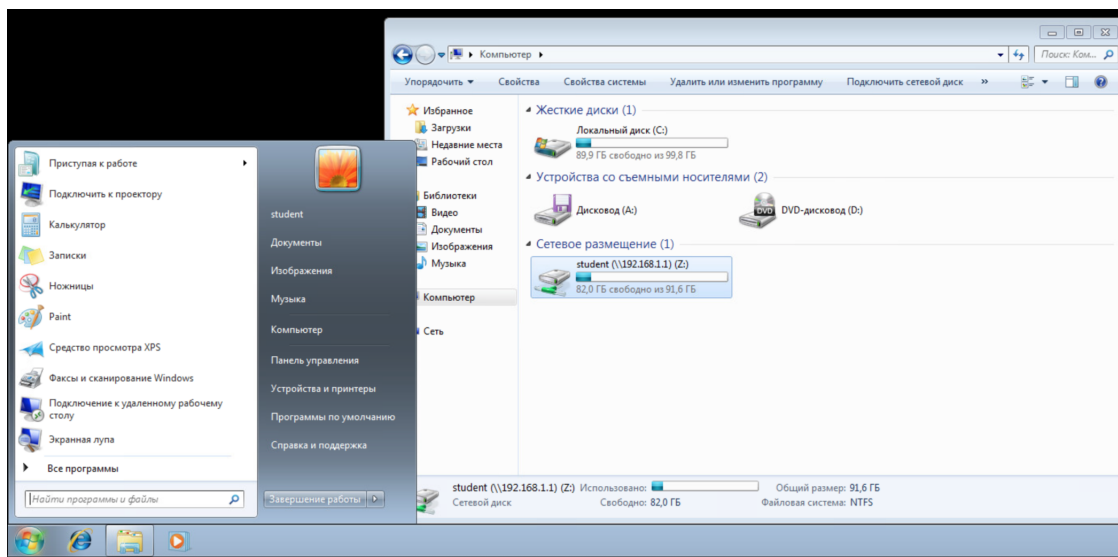 Компьютер
Поиск: Ком...
Упорядочить
Свойства
Свойства системы
Удалить или изменить программу
Подключить сетевой диск
»
Избранное
Загрузки
Недавние места
Рабочий стол
Библиотеки
Видео
Документы
Изображения
Музыка
Компьютер
Сеть
Жесткие диски (1)
Локальный диск (C:)
89,9 ГБ свободно из 99,8 ГБ
Устройства со съемными носителями (2)
Дисковод (A:)
DVD
DVD-дисковод (D:)
Сетевое размещение (1)
student (\\192.168.1.1) (Z:)
82,0 ГБ свободно из 91,6 ГБ
student (\\192.168.1.1) (Z:) Использовано: Общий размер: 91,6 ГБ
Сетевой диск Свободно: 82,0 ГБ Файловая система: NTFS
Приступая к работе
Подключить к проектору
Калькулятор
Записки
Ножницы
Paint
Средство просмотра XPS
Факсы и сканирование Windows
Подключение к удаленному рабочему
столу
Экранная лупа
Все программы
Найти программы и файлы
student
Документы
Изображения
Музыка
Компьютер
Панель управления
Устройства и принтеры
Программы по умолчанию
Справка и поддержка
Завершение работы